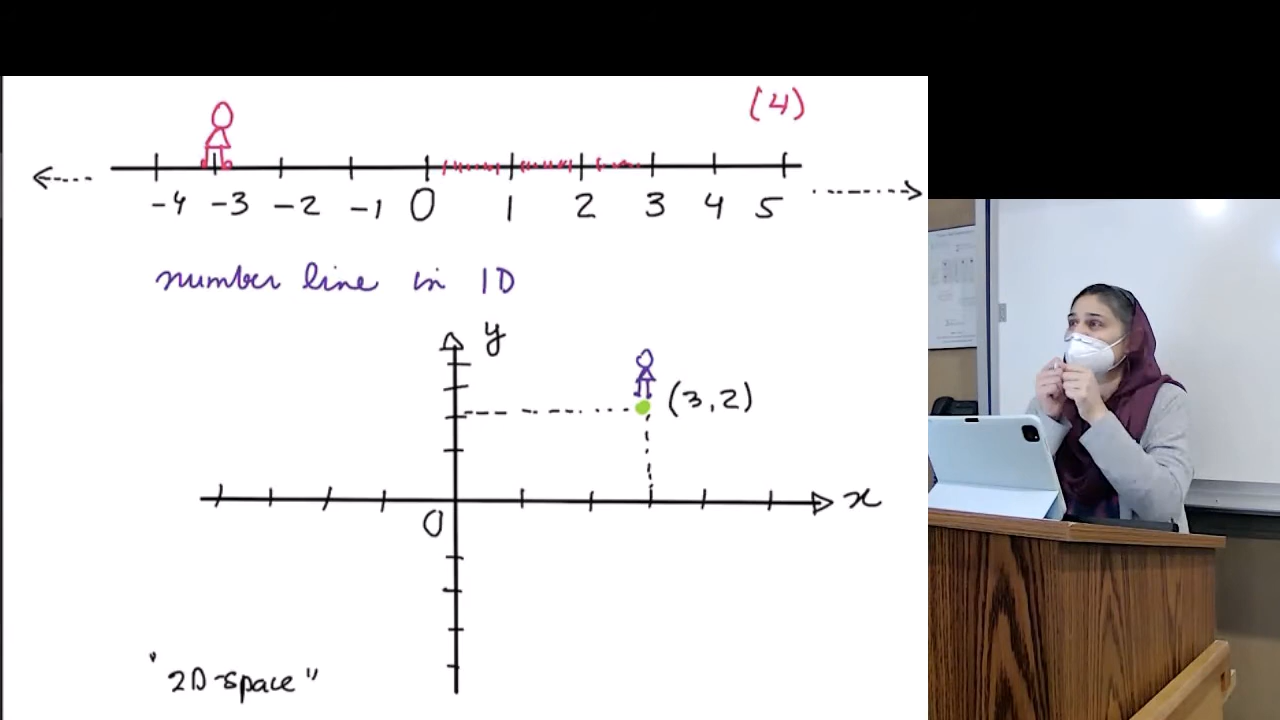 (4)
-4 -3 -2 -1 0 1 2 3 4 5
number line in 1D
y
(3,2)
x
0
"2D-space"